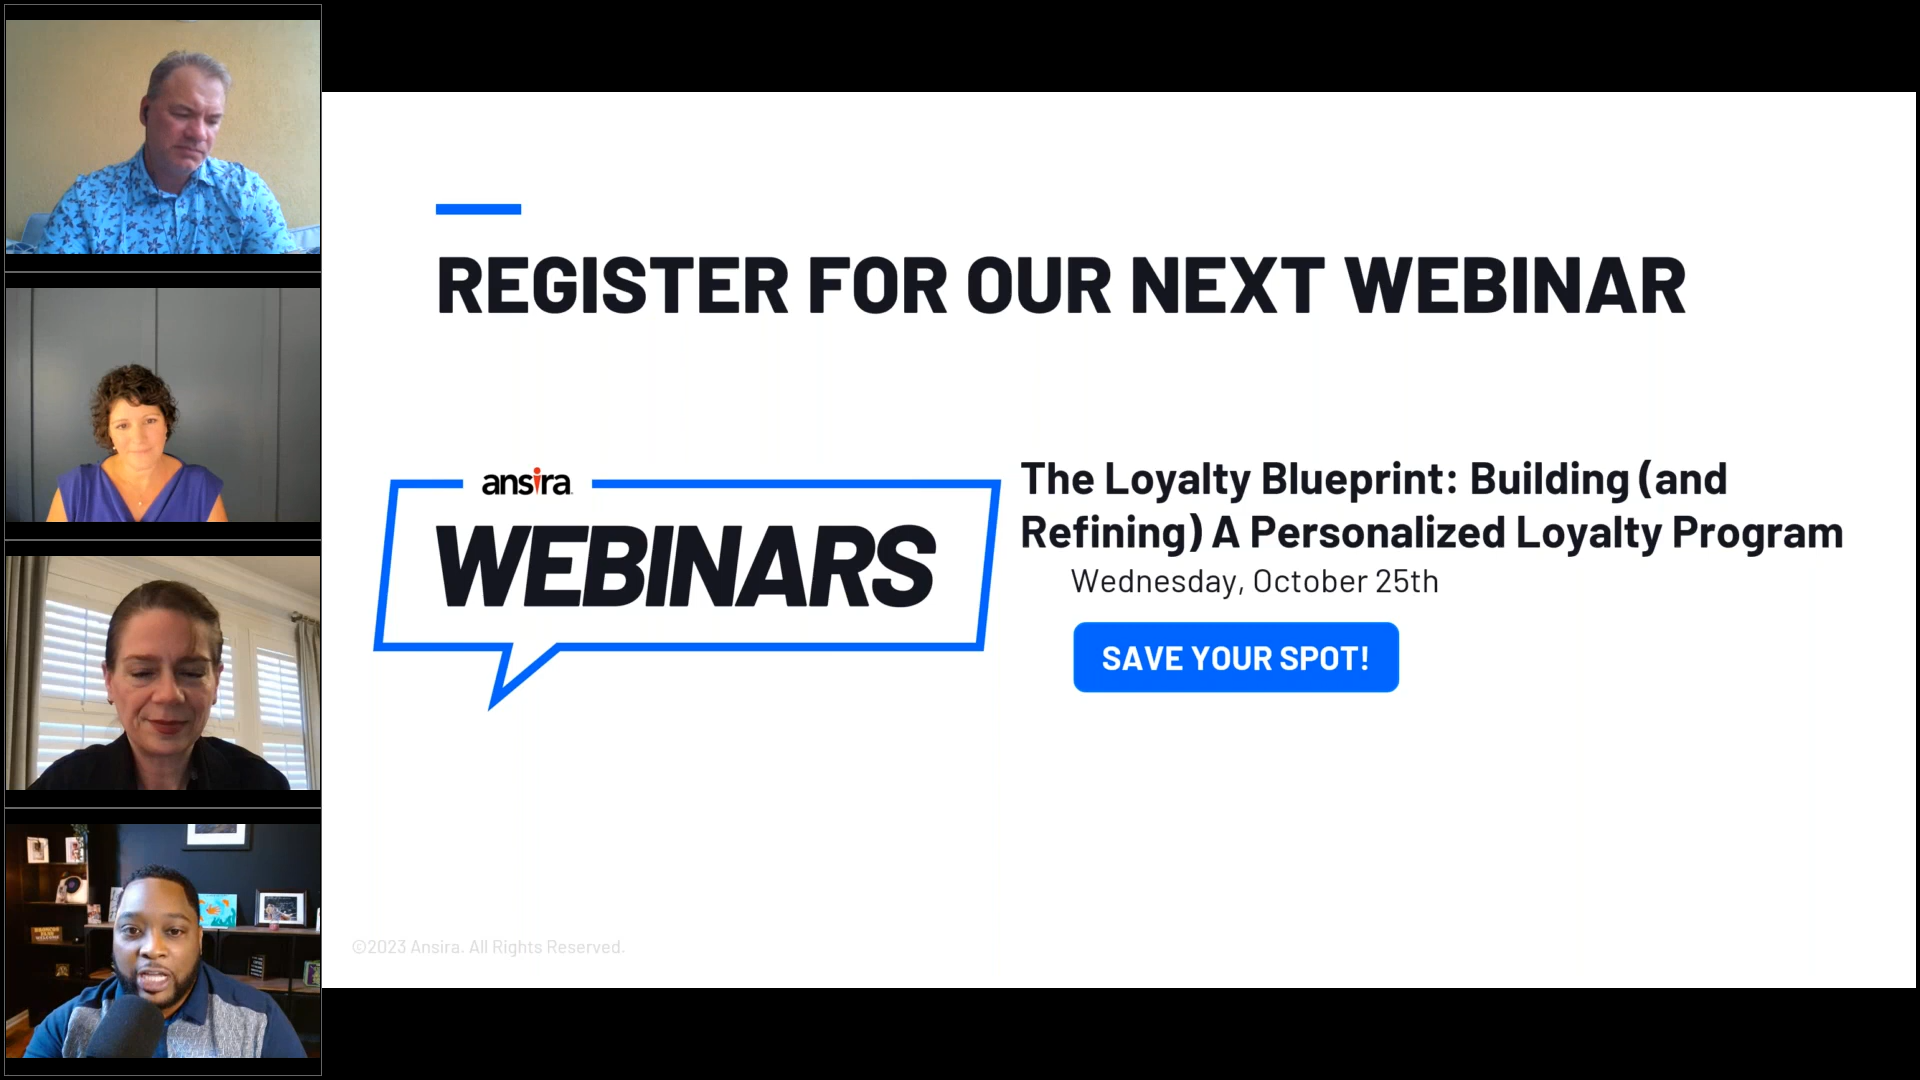 REGISTER FOR OUR NEXT WEBINAR
ansira
WEBINARS
The Loyalty Blueprint: Building (and
Refining) A Personalized Loyalty Program
Wednesday, October 25th
SAVE YOUR SPOT!
©2023 Ansira. All Rights Reserved.